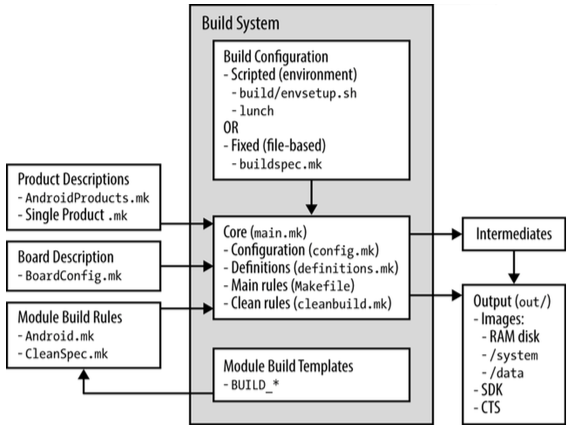 Build System
Build Configuration
- Scripted (environment)
- build/envsetup.sh
- lunch
OR
- Fixed (file-based)
- buildspec.mk
Product Descriptions
- AndroidProducts.mk
- Single Product .mk
Board Description
- BoardConfig.mk
Module Build Rules
- Android.mk
- CleanSpec.mk
Core (main.mk)
- Configuration (config.mk)
- Definitions (definitions.mk)
- Main rules (Makefile)
- Clean rules (cleanbuild.mk)
Module Build Templates
- BUILD_*
Intermediates
Output (out/)
- Images:
- RAM disk
- /system
- /data
- SDK
- CTS